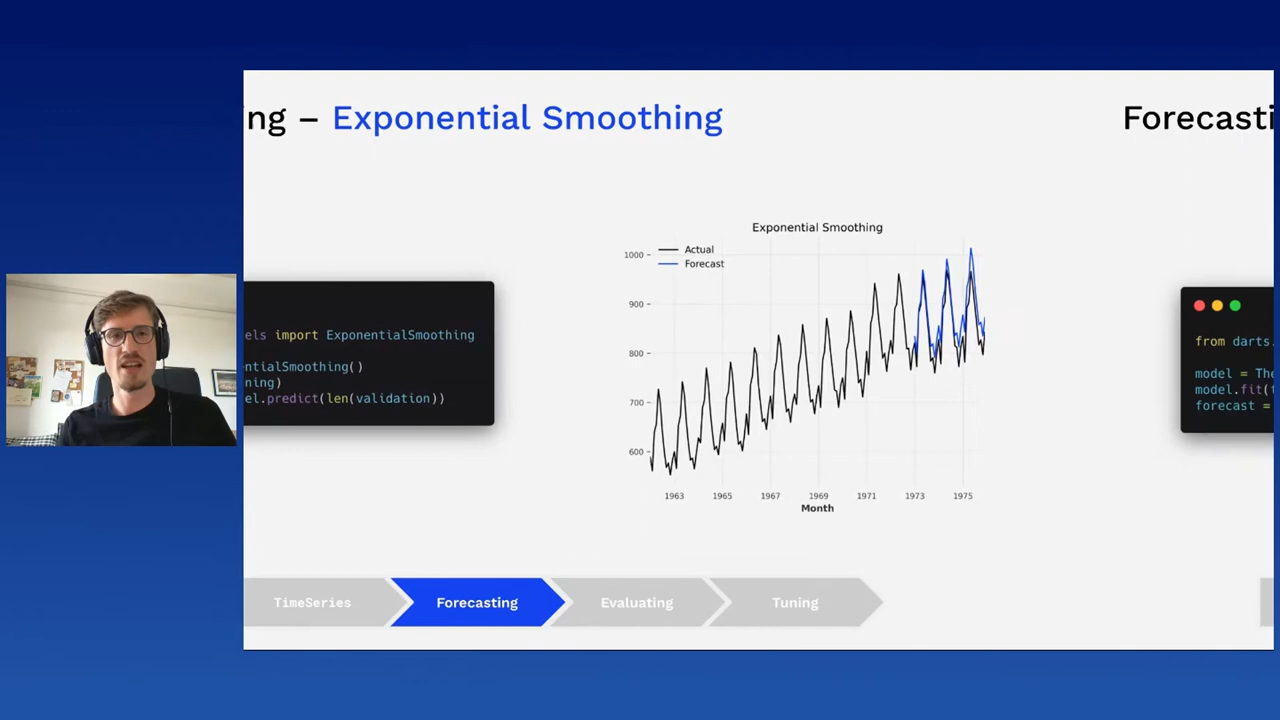 ng – Exponential Smoothing
Forecasti
els import ExponentialSmoothing
entialSmoothing()
ning)
el.predict(len(validation))
Exponential Smoothing
Actual
Forecast
1000
900
800
700
600
1963 1965 1967 1969 1971 1973 1975
Month
from darts.
model = The
model.fit(t
forecast =
TimeSeries Forecasting Evaluating Tuning